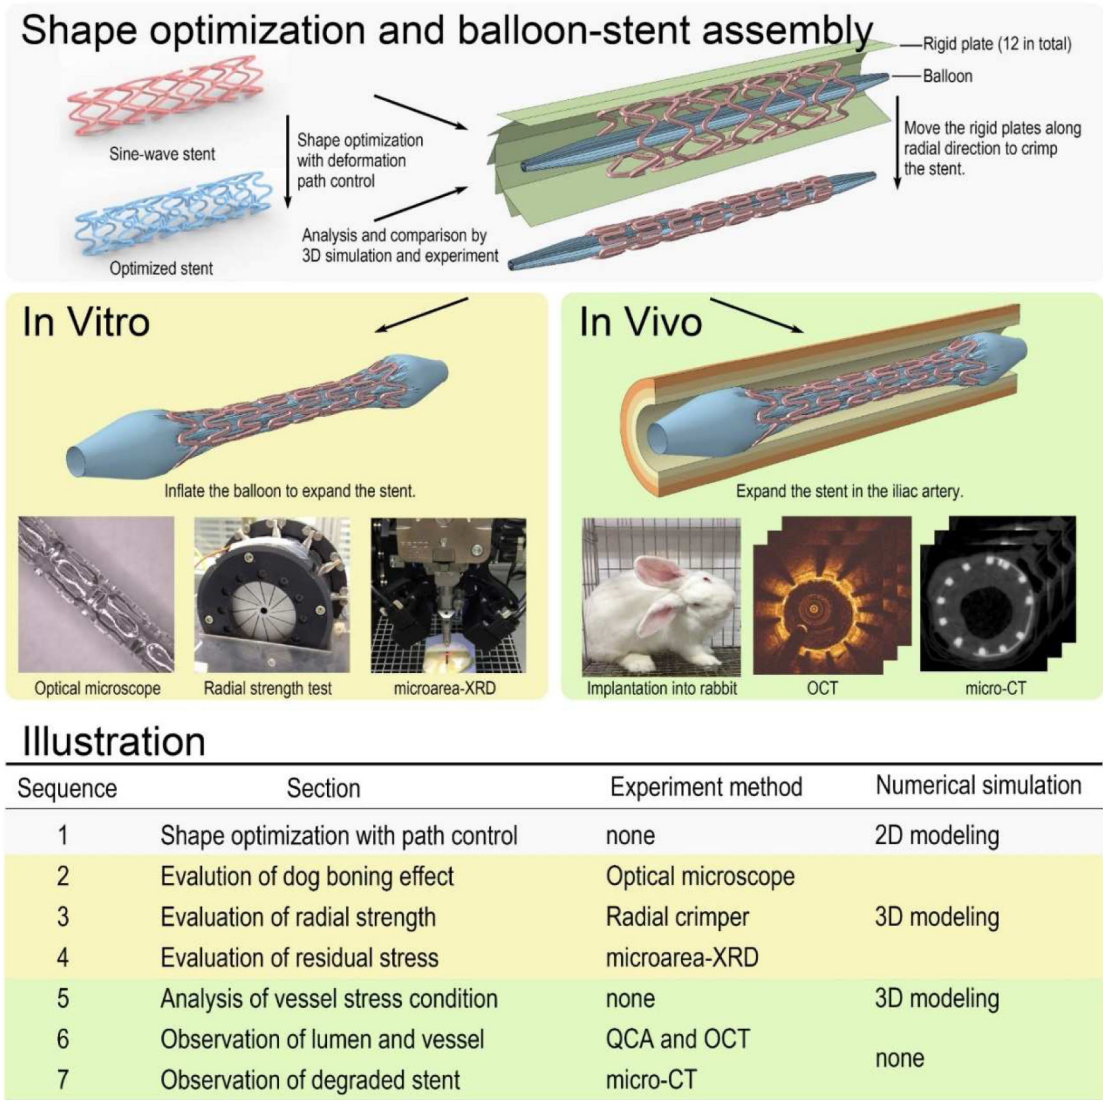 Shape optimization and balloon-stent assembly
Rigid plate (12 in total)
Balloon
Sine-wave stent
Shape optimization
with deformation
path control
Move the rigid plates along
radial direction to crimp
the stent.
Analysis and comparison by
3D simulation and experiment
Optimized stent
In Vitro
Inflate the balloon to expand the stent.
Optical microscope
Radial strength test
microarea-XRD
In Vivo
Expand the stent in the iliac artery.
Implantation into rabbit
OCT
micro-CT
Illustration
Sequence Section Experiment method Numerical simulation
1 Shape optimization with path control none 2D modeling
2 Evalution of dog boning effect Optical microscope
3 Evaluation of radial strength Radial crimper 3D modeling
4 Evaluation of residual stress microarea-XRD
5 Analysis of vessel stress condition none 3D modeling
6 Observation of lumen and vessel QCA and OCT
none
7 Observation of degraded stent micro-CT